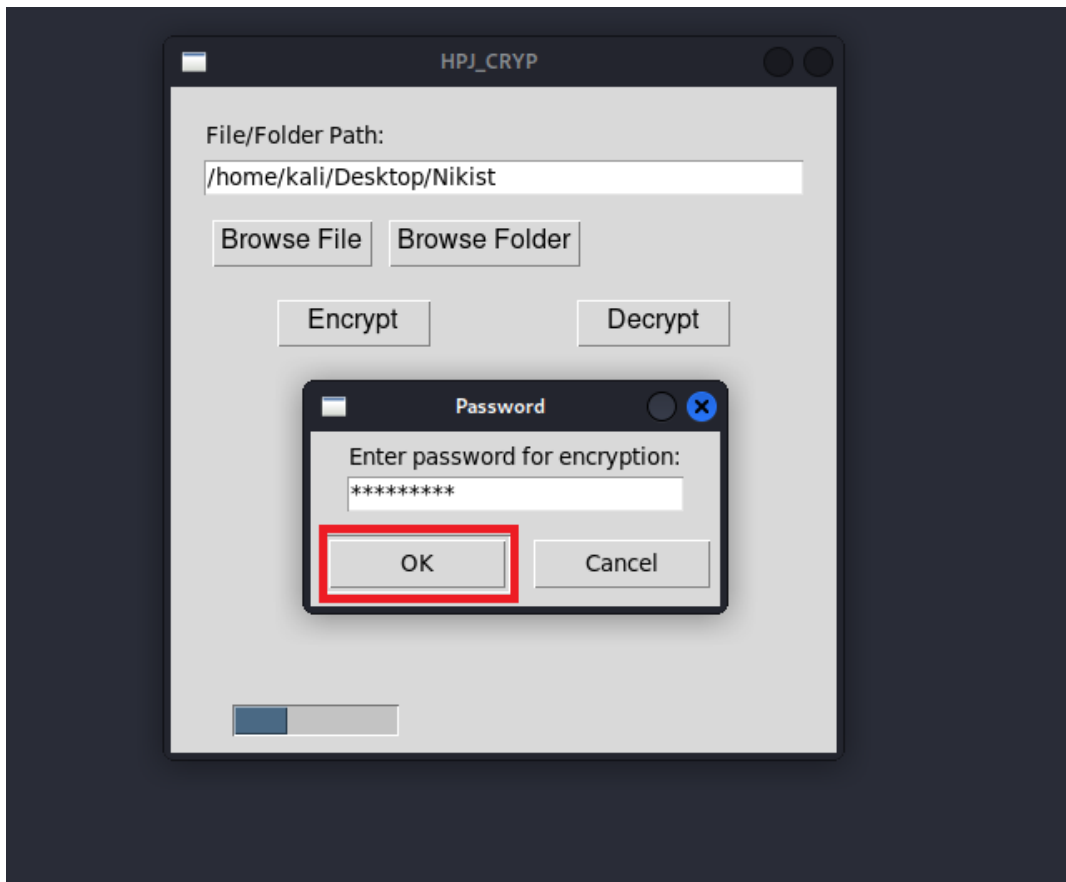 HPJ_CRYP
File/Folder Path:
/home/kali/Desktop/Nikist
Browse File Browse Folder
Encrypt Decrypt
Password
Enter password for encryption:
*********
OK Cancel